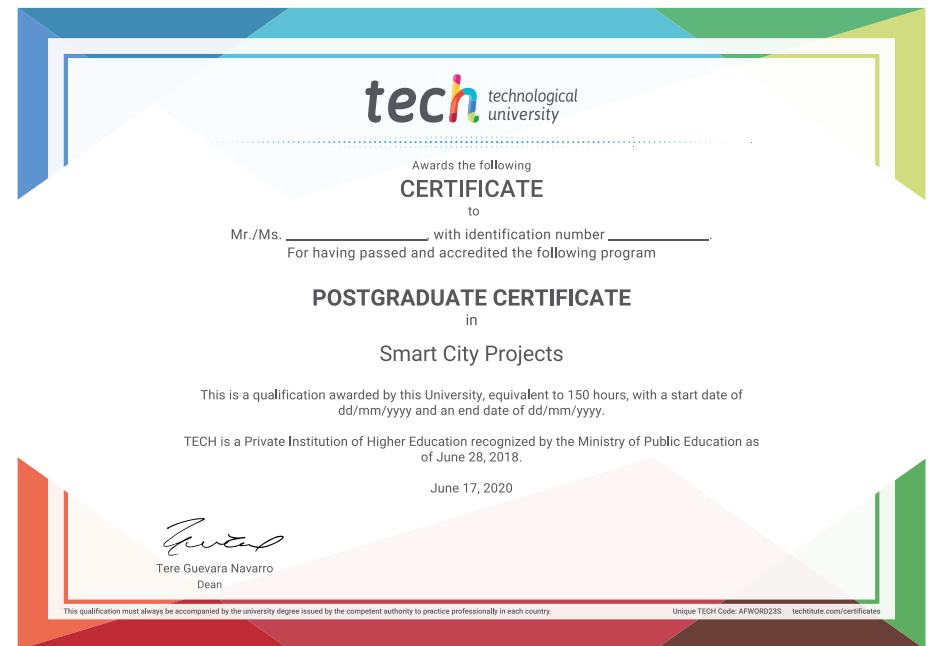 tech technological
university
Awards the following
CERTIFICATE
to
Mr./Ms. ____________________, with identification number ______________.
For having passed and accredited the following program
POSTGRADUATE CERTIFICATE
in
Smart City Projects
This is a qualification awarded by this University, equivalent to 150 hours, with a start date of
dd/mm/yyyy and an end date of dd/mm/yyyy.
TECH is a Private Institution of Higher Education recognized by the Ministry of Public Education as
of June 28, 2018.
June 17, 2020
Tere Guevara Navarro
Dean
This qualification must always be accompanied by the university degree issued by the competent authority to practice professionally in each country. Unique TECH Code: AFWORD23S techtitute.com/certificates